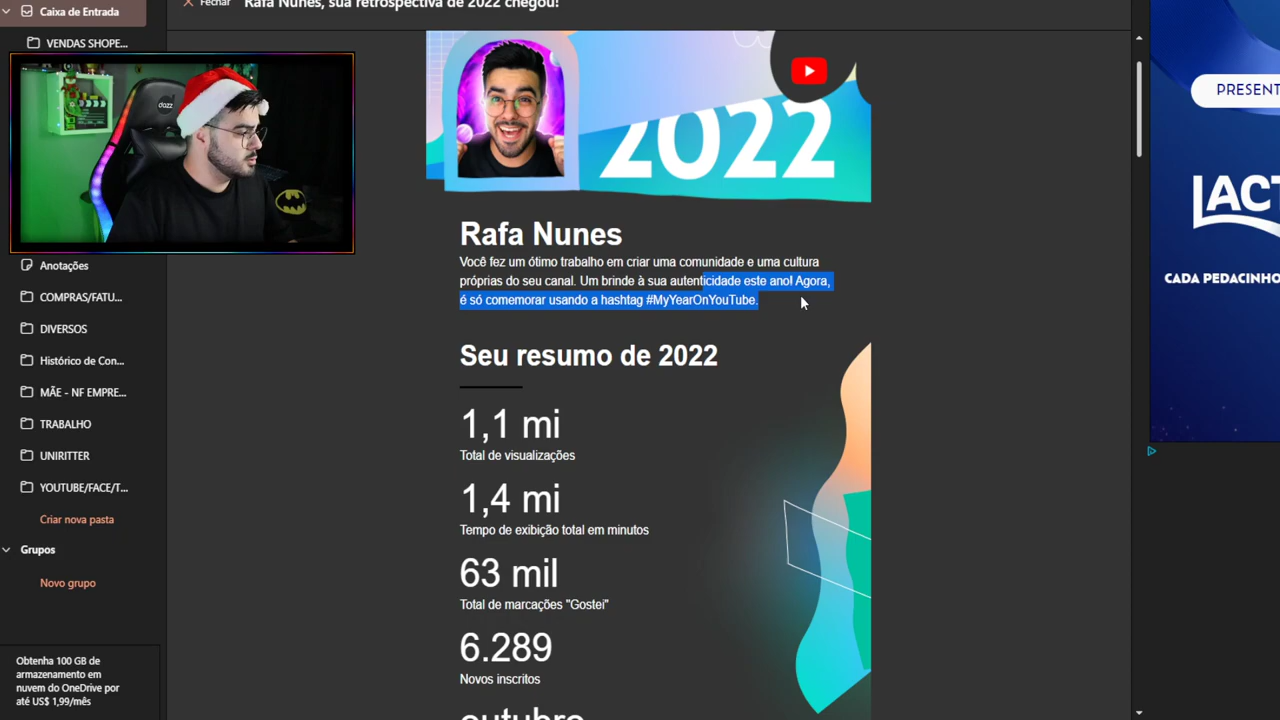 Caixa de Entrada
Fechar
Rafa Nunes, sua retrospectiva de 2022 chegou!
VENDAS SHOPE...
dazz
Anotações
COMPRAS/FATU...
DIVERSOS
Histórico de Con...
MÃE - NF EMPRE...
TRABALHO
UNIRITTER
YOUTUBE/FACE/T...
Criar nova pasta
Grupos
Novo grupo
Obtenha 100 GB de
armazenamento em
nuvem do OneDrive por
até US$ 1,99/mês
2022
Rafa Nunes
Você fez um ótimo trabalho em criar uma comunidade e uma cultura
próprias do seu canal. Um brinde à sua autenticidade este ano! Agora,
é só comemorar usando a hashtag #MyYearOnYouTube.
Seu resumo de 2022
1,1 mi
Total de visualizações
1,4 mi
Tempo de exibição total em minutos
63 mil
Total de marcações "Gostei"
6.289
Novos inscritos
outubro
PRESENT
LACT
CADA PEDACINHO